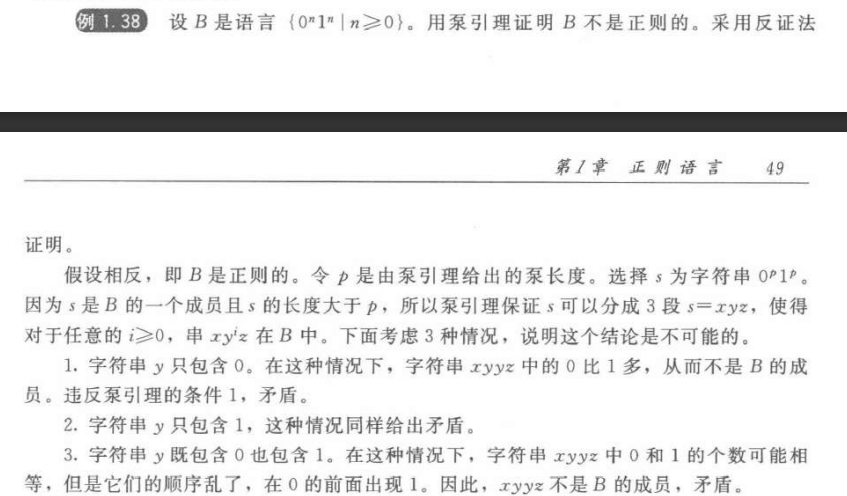 例 1.38 设 B 是语言 {0ⁿ1ⁿ | n≥0}。用泵引理证明 B 不是正则的。采用反证法
第1章 正则语言 49
证明。
假设相反，即 B 是正则的。令 p 是由泵引理给出的泵长度。选择 s 为字符串 0ᵖ1ᵖ。
因为 s 是 B 的一个成员且 s 的长度大于 p，所以泵引理保证 s 可以分成 3 段 s=xyz，使得
对于任意的 i≥0，串 xyⁱz 在 B 中。下面考虑 3 种情况，说明这个结论是不可能的。
1. 字符串 y 只包含 0。在这种情况下，字符串 xyyz 中的 0 比 1 多，从而不是 B 的成
员。违反泵引理的条件 1，矛盾。
2. 字符串 y 只包含 1，这种情况同样给出矛盾。
3. 字符串 y 既包含 0 也包含 1。在这种情况下，字符串 xyyz 中 0 和 1 的个数可能相
等，但是它们的顺序乱了，在 0 的前面出现 1。因此，xyyz 不是 B 的成员，矛盾。